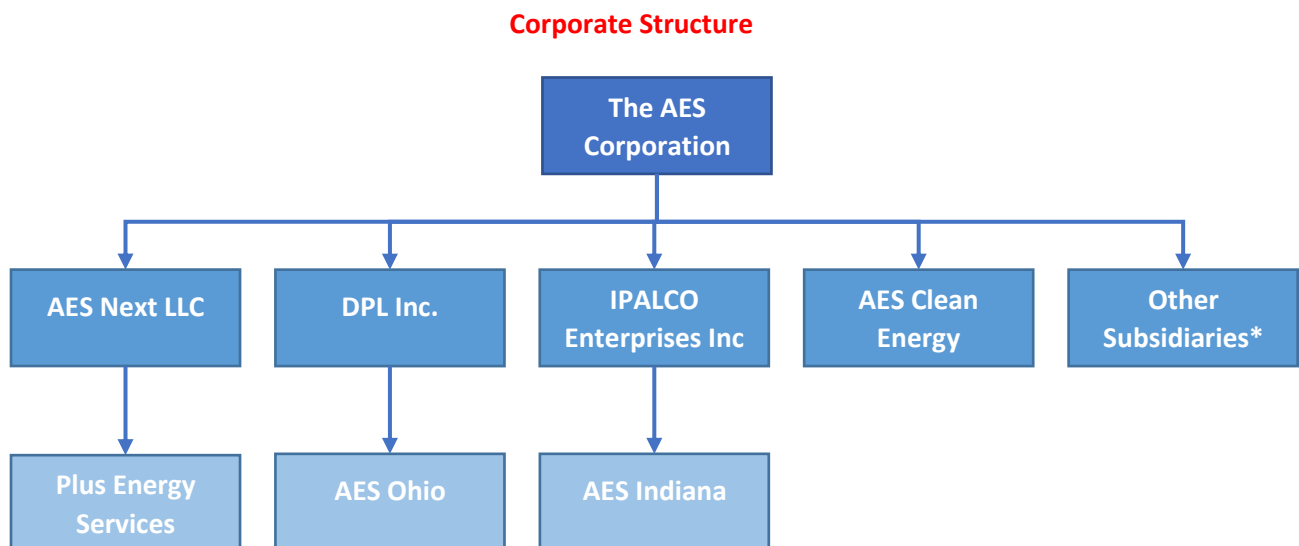 Corporate Structure
The AES
Corporation
AES Next LLC
DPL Inc.
IPALCO
Enterprises Inc
AES Clean
Energy
Other
Subsidiaries*
Plus Energy
Services
AES Ohio
AES Indiana